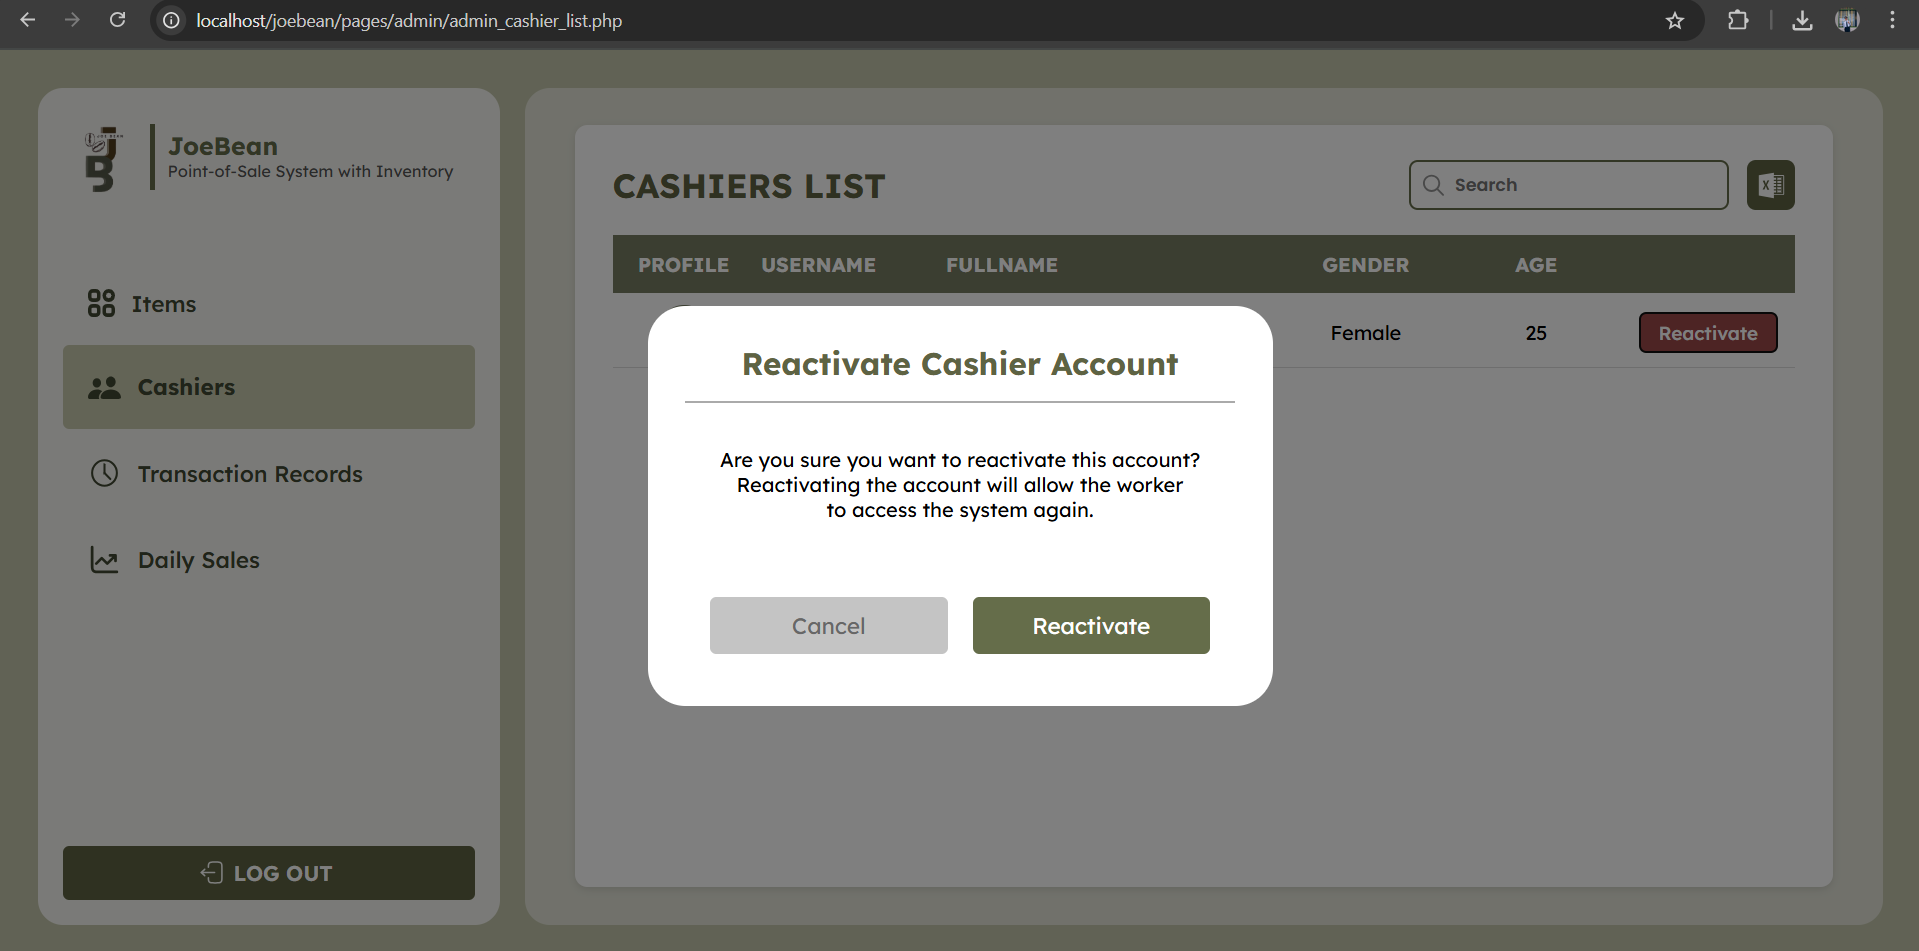 localhost/joebean/pages/admin/admin_cashier_list.php
JoeBean
Point-of-Sale System with Inventory
Items
Cashiers
Transaction Records
Daily Sales
LOG OUT
CASHIERS LIST
Search
PROFILE USERNAME FULLNAME GENDER AGE
Female 25 Reactivate
Reactivate Cashier Account
Are you sure you want to reactivate this account?
Reactivating the account will allow the worker
to access the system again.
Cancel Reactivate